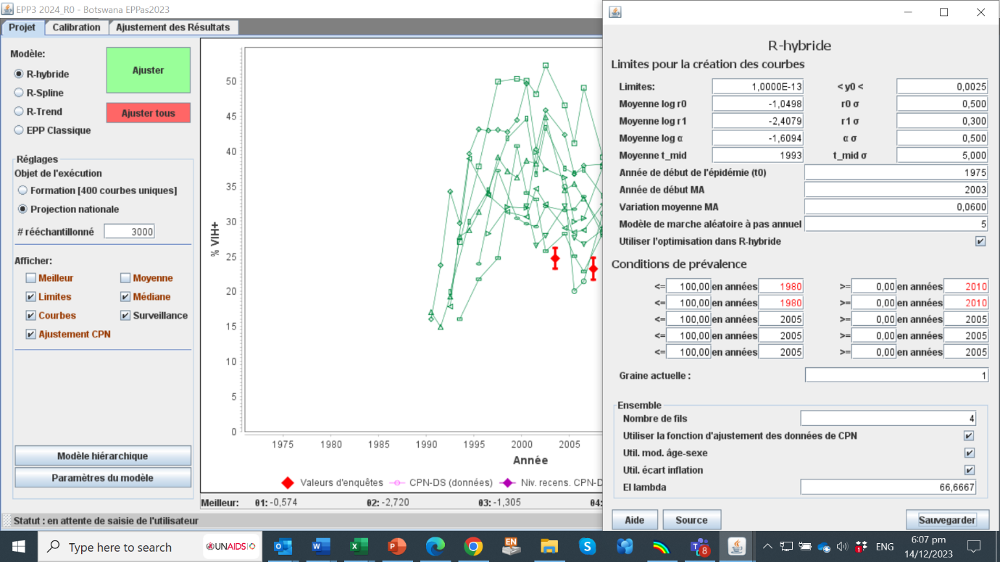 EPP3 2024_R0 - Botswana EPPas2023
Projet
Calibration
Ajustement des Résultats
Modèle:
R-hybride
R-Spline
R-Trend
EPP Classique
Ajuster
Ajuster tous
Réglages
Objet de l'exécution
Formation [400 courbes uniques]
Projection nationale
# rééchantillonné 3000
Afficher:
Meilleur Moyenne
Limites Médiane
Courbes Surveillance
Ajustement CPN
Modèle hiérarchique
Paramètres du modèle
% VIH+
50
45
40
35
30
25
20
15
10
5
0
1975 1980 1985 1990 1995 2000 2005
Année
Valeurs d'enquêtes CPN-DS (données) Niv. recens. CPN-D
Meilleur: θ1: -0,574 θ2: -2,720 θ3: -1,305 θ4:
Statut : en attente de saisie de l'utilisateur
R-hybride
Limites pour la création des courbes
Limites: 1,0000E-13 < y0 < 0,0025
Moyenne log r0 -1,0498 r0 σ 0,500
Moyenne log r1 -2,4079 r1 σ 0,300
Moyenne log α -1,6094 α σ 0,500
Moyenne t_mid 1993 t_mid σ 5,000
Année de début de l'épidémie (t0) 1975
Année de début MA 2003
Variation moyenne MA 0,0600
Modèle de marche aléatoire à pas annuel 5
Utiliser l'optimisation dans R-hybride
Conditions de prévalence
<= 100,00 en années 1980 >= 0,00 en années 2010
<= 100,00 en années 1980 >= 0,00 en années 2010
<= 100,00 en années 2005 >= 0,00 en années 2005
<= 100,00 en années 2005 >= 0,00 en années 2005
<= 100,00 en années 2005 >= 0,00 en années 2005
Graine actuelle : 1
Ensemble
Nombre de fils 4
Utiliser la fonction d'ajustement des données de CPN
Util. mod. âge-sexe
Util. écart inflation
El lambda 66,6667
Aide
Source
Sauvegarder
Type here to search
UNAIDS
EN
8
1
ENG
6:07 pm
14/12/2023